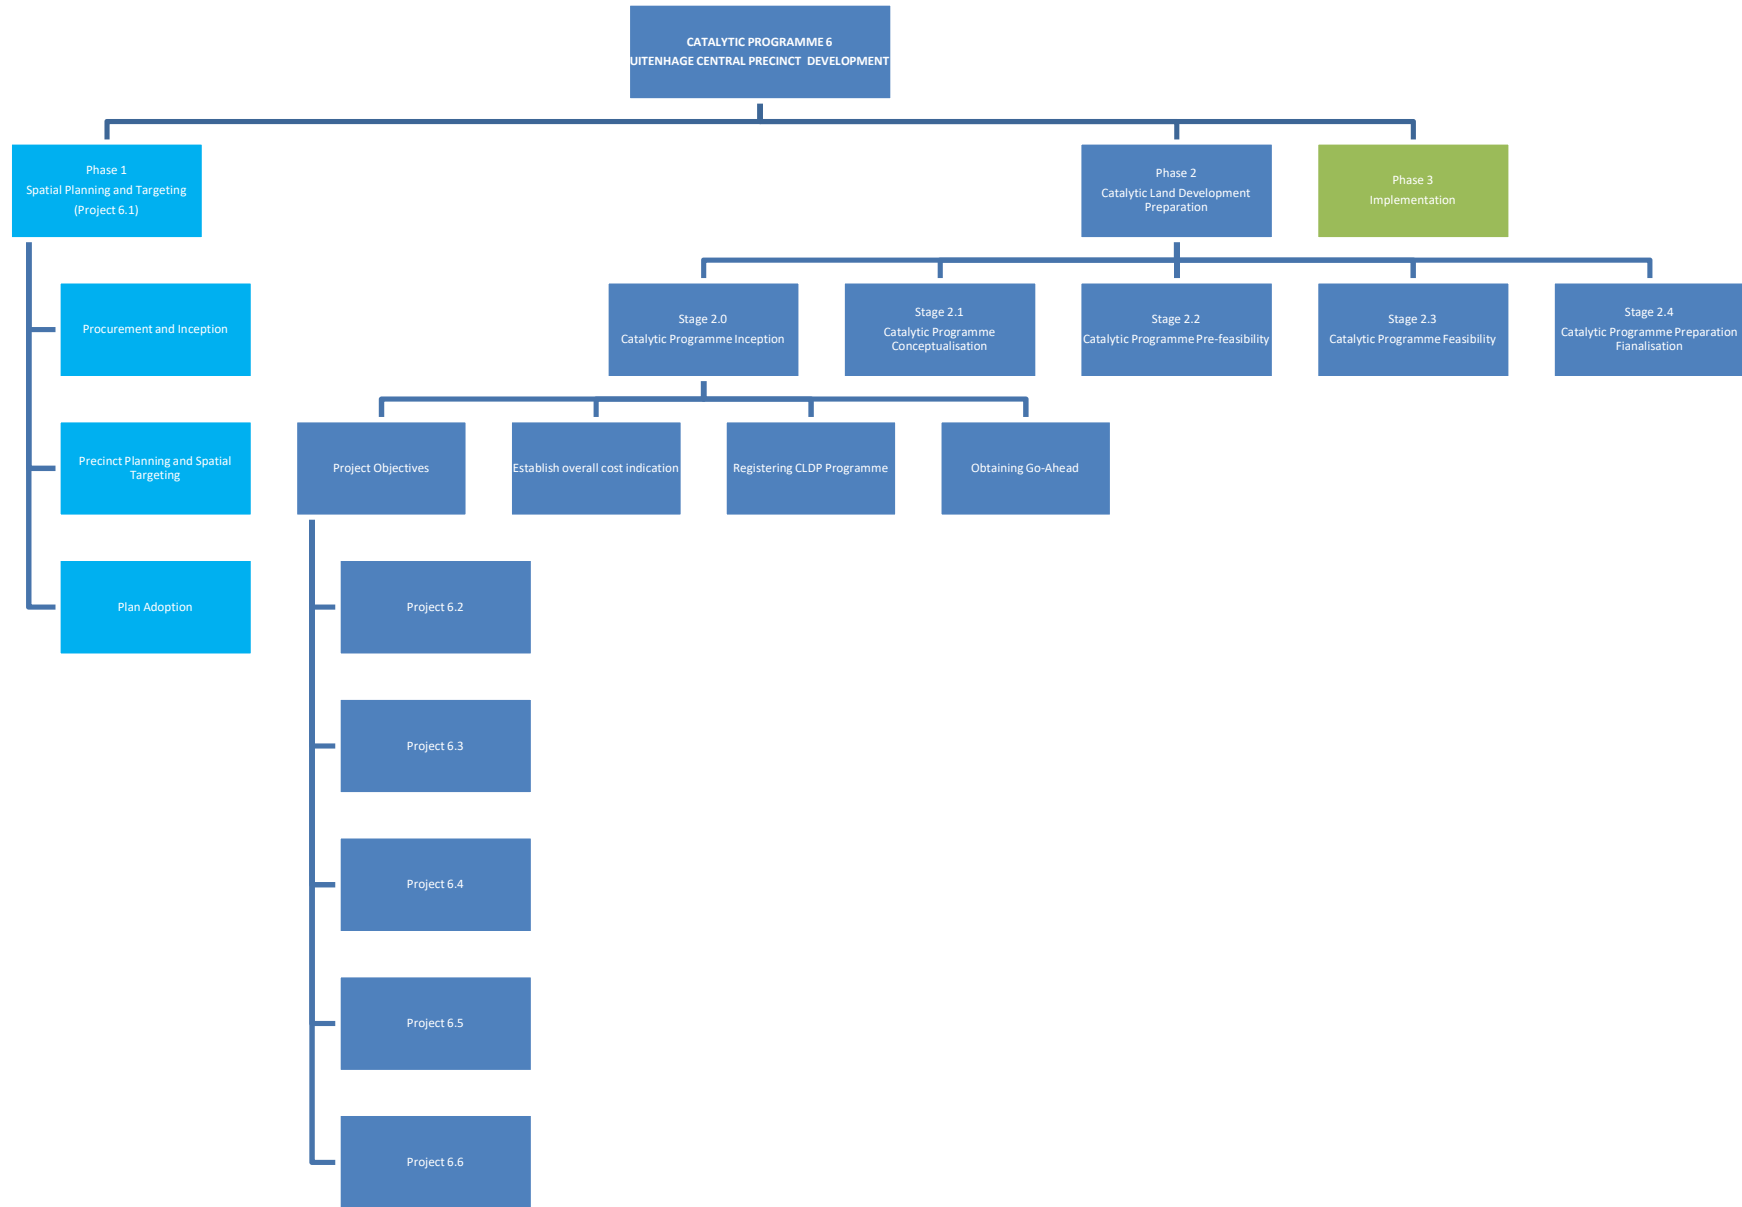 CATALYTIC PROGRAMME 6
UITENHAGE CENTRAL PRECINCT DEVELOPMENT
Phase 1
Spatial Planning and Targeting
(Project 6.1)
Phase 2
Catalytic Land Development
Preparation
Phase 3
Implementation
Procurement and Inception
Precinct Planning and Spatial
Targeting
Plan Adoption
Stage 2.0
Catalytic Programme Inception
Stage 2.1
Catalytic Programme
Conceptualisation
Stage 2.2
Catalytic Programme Pre-feasibility
Stage 2.3
Catalytic Programme Feasibility
Stage 2.4
Catalytic Programme Preparation
Fianalisation
Project Objectives
Establish overall cost indication
Registering CLDP Programme
Obtaining Go-Ahead
Project 6.2
Project 6.3
Project 6.4
Project 6.5
Project 6.6